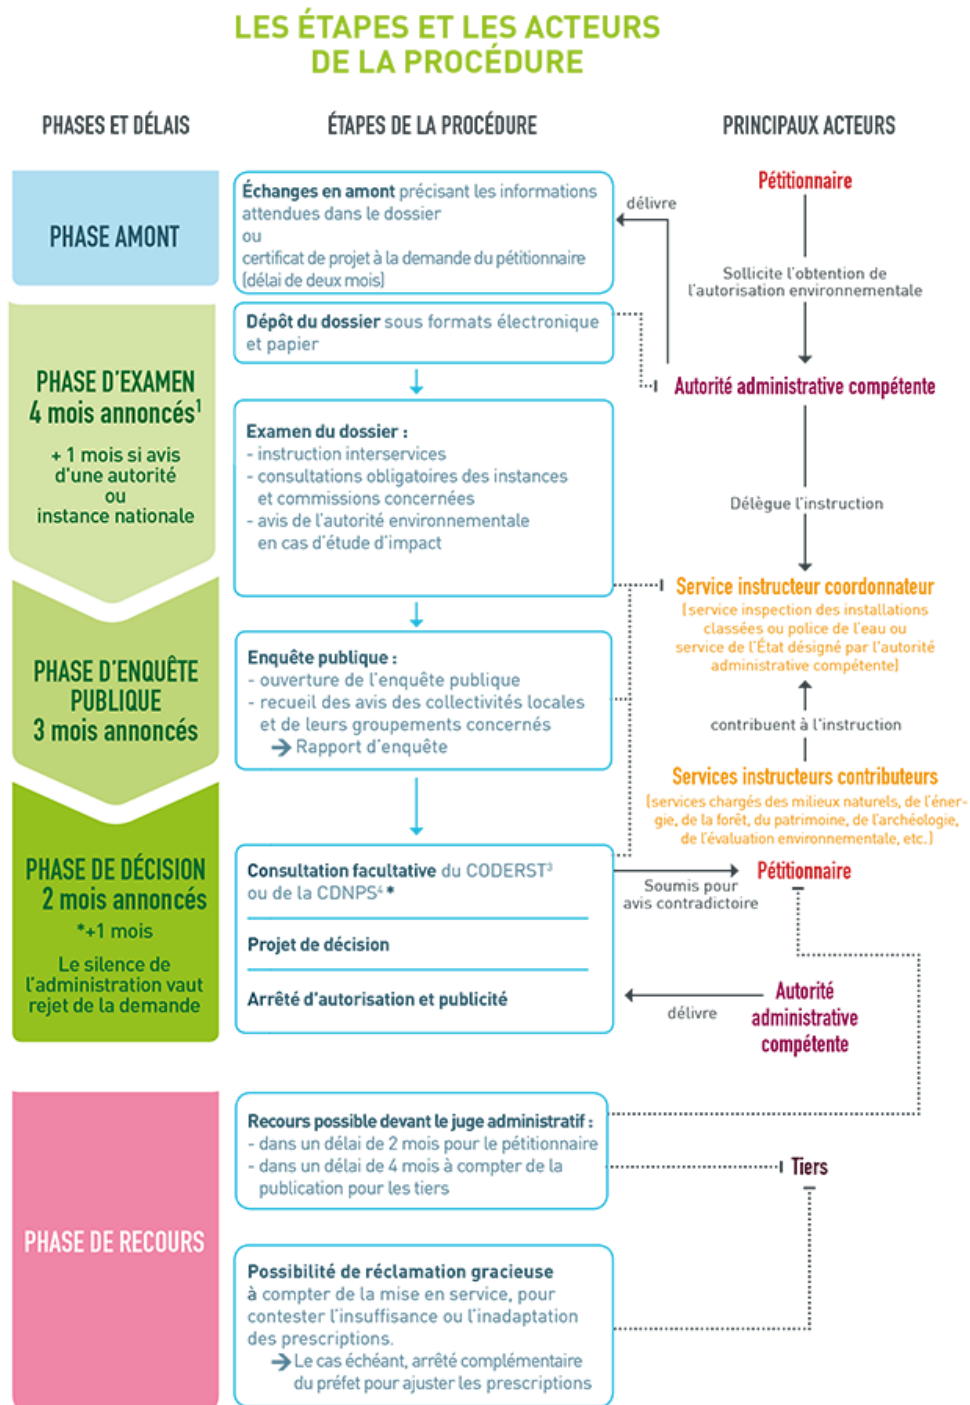 LES ÉTAPES ET LES ACTEURS
DE LA PROCÉDURE
PHASES ET DÉLAIS
ÉTAPES DE LA PROCÉDURE
PRINCIPAUX ACTEURS
PHASE AMONT
Échanges en amont précisant les informations
attendues dans le dossier
ou
certificat de projet à la demande du pétitionnaire
(délai de deux mois)
délivre
Pétitionnaire
Sollicite l'obtention de
l'autorisation environnementale
PHASE D'EXAMEN
4 mois annoncés¹
+ 1 mois si avis
d'une autorité
ou
instance nationale
Dépôt du dossier sous formats électronique
et papier
Autorité administrative compétente
Examen du dossier :
- instruction interservices
- consultations obligatoires des instances
et commissions concernées
- avis de l'autorité environnementale
en cas d'étude d'impact
Délègue l'instruction
Service instructeur coordonnateur
(service inspection des installations
classées ou police de l'eau ou
service de l'État désigné par l'autorité
administrative compétente)
PHASE D'ENQUÊTE
PUBLIQUE
3 mois annoncés
Enquête publique :
- ouverture de l'enquête publique
- recueil des avis des collectivités locales
et de leurs groupements concernés
➔ Rapport d'enquête
contribuent à l'instruction
Services instructeurs contributeurs
(services chargés des milieux naturels, de l'éner-
gie, de la forêt, du patrimoine, de l'archéologie,
de l'évaluation environnementale, etc.)
PHASE DE DÉCISION
2 mois annoncés
*+1 mois
Le silence de
l'administration vaut
rejet de la demande
Consultation facultative du CODERST³
ou de la CDNPS⁴ *
Projet de décision
Arrêté d'autorisation et publicité
Soumis pour
avis contradictoire
Pétitionnaire
délivre
Autorité
administrative
compétente
PHASE DE RECOURS
Recours possible devant le juge administratif :
- dans un délai de 2 mois pour le pétitionnaire
- dans un délai de 4 mois à compter de la
publication pour les tiers
Tiers
Possibilité de réclamation gracieuse
à compter de la mise en service, pour
contester l'insuffisance ou l'inadaptation
des prescriptions.
➔ Le cas échéant, arrêté complémentaire
du préfet pour ajuster les prescriptions